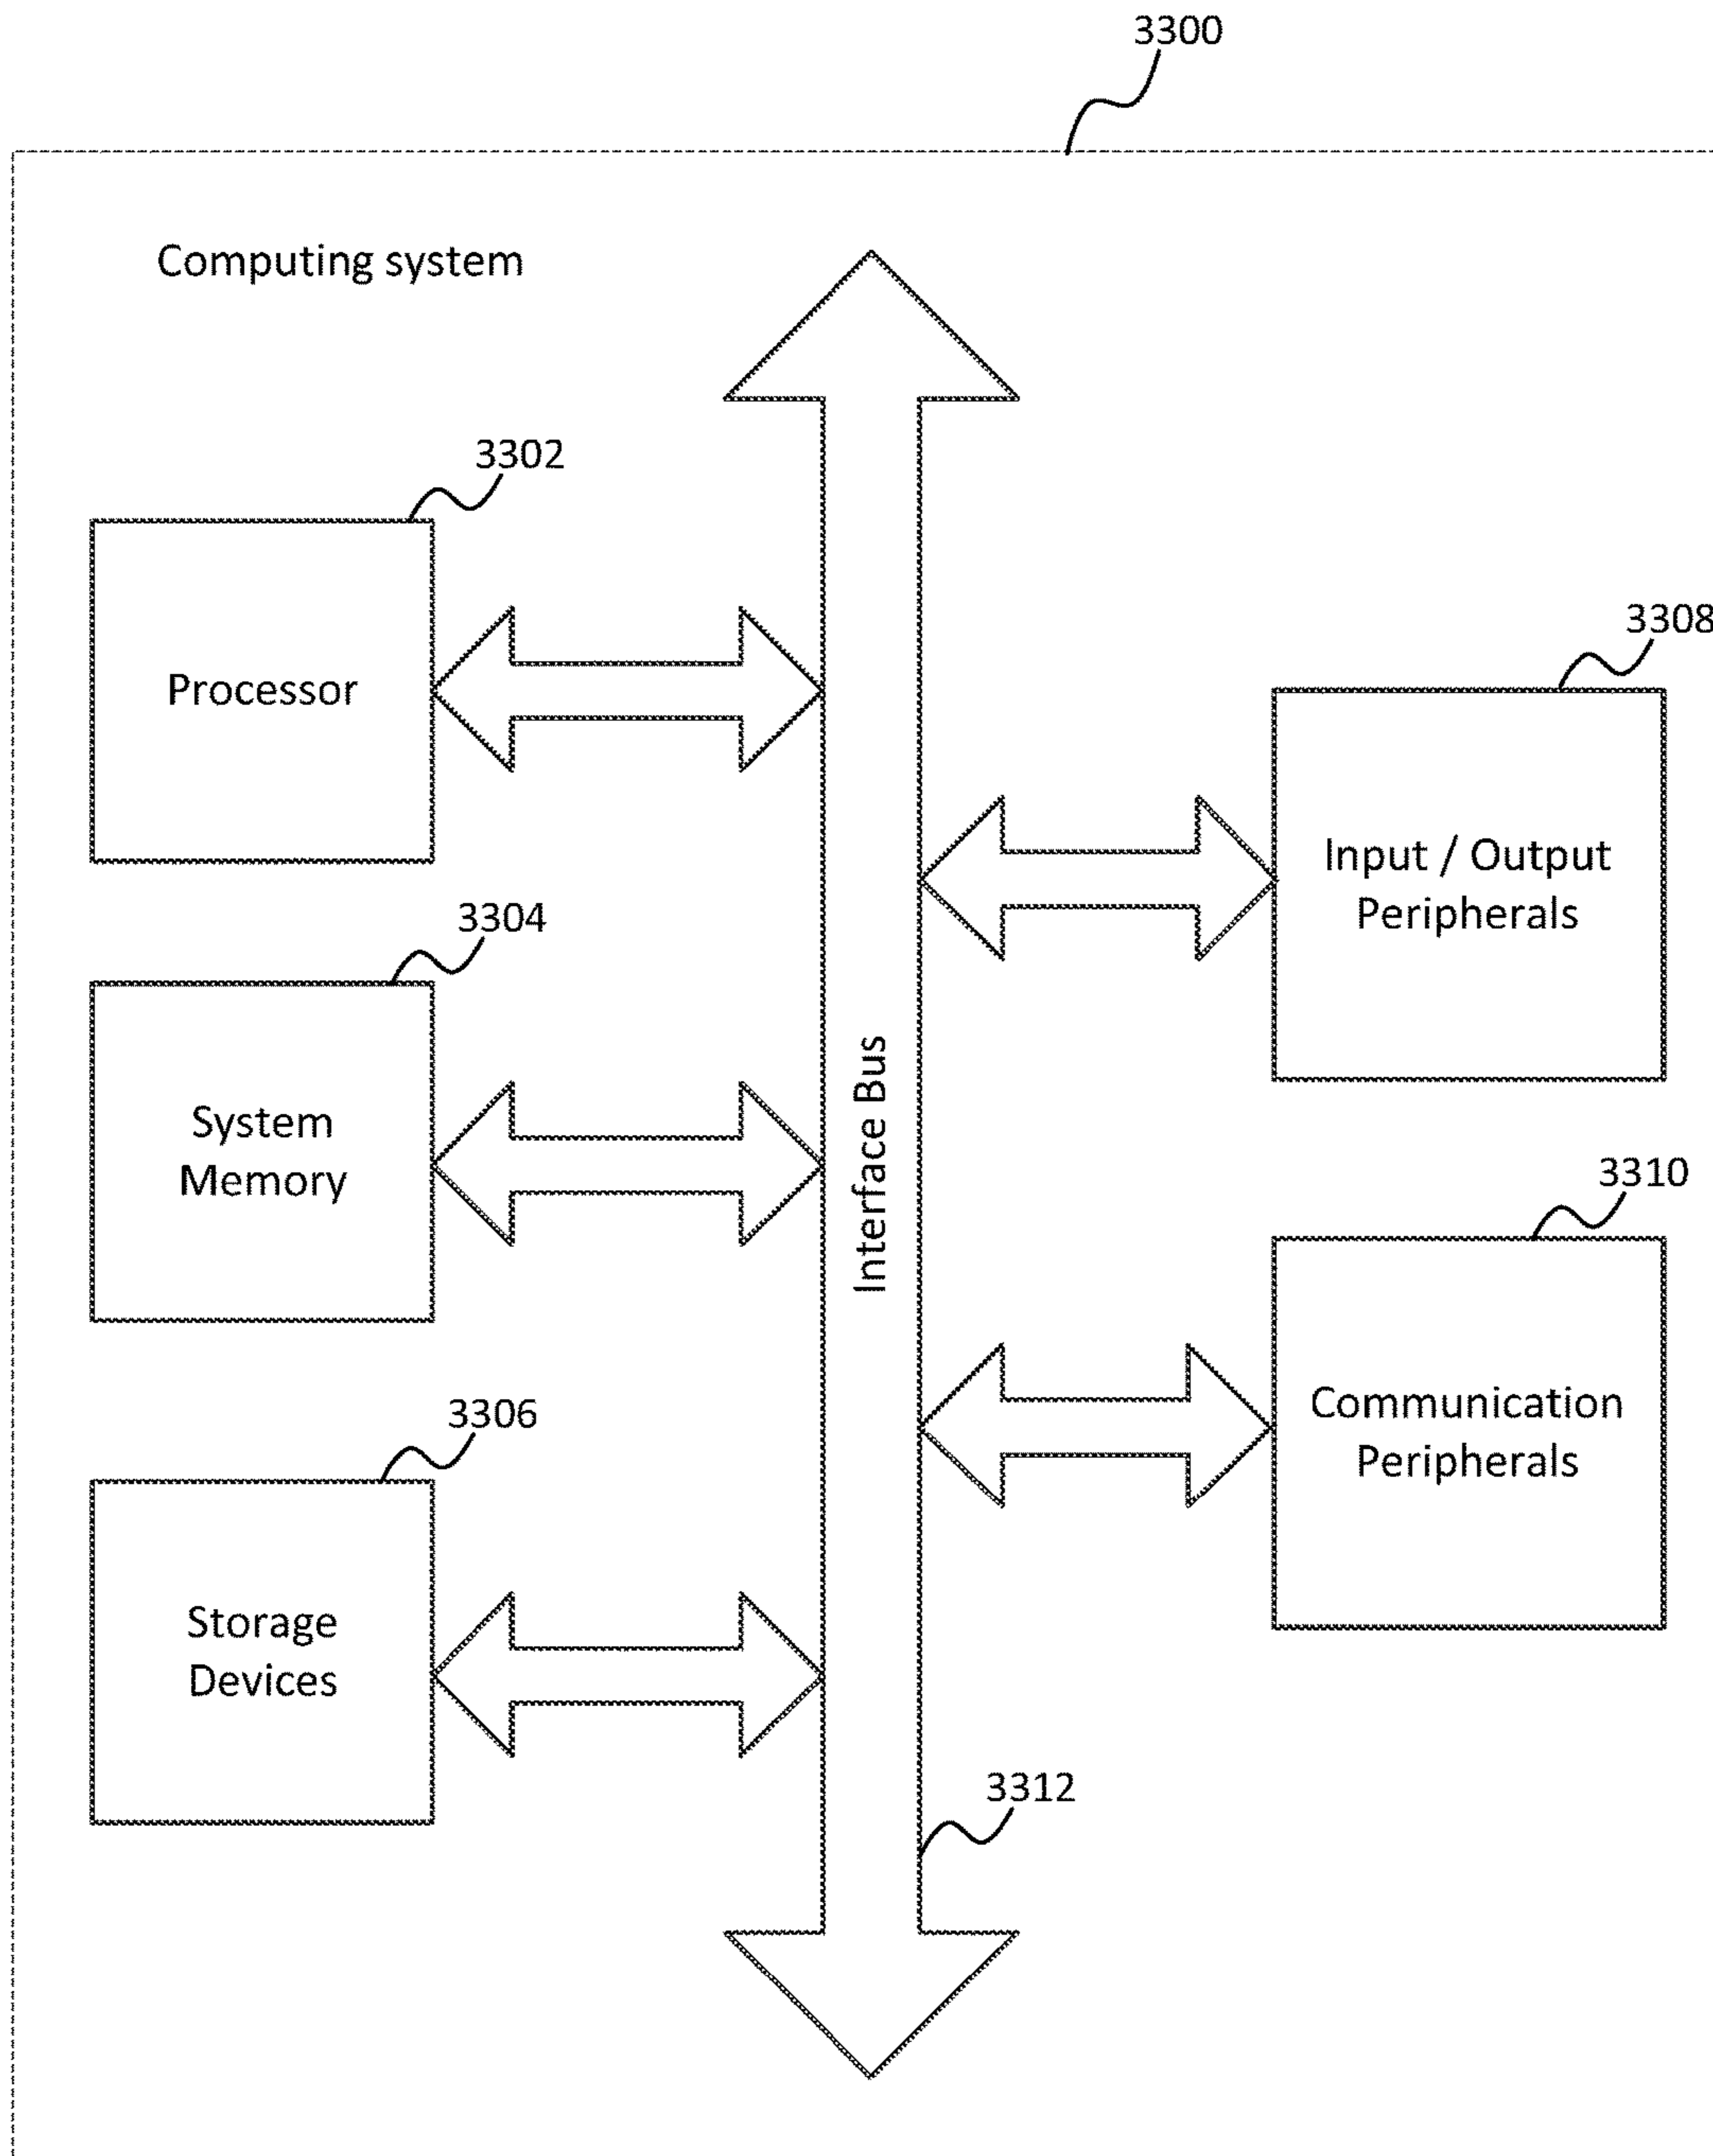 3300
Computing system
3302
Processor
3308
Input / Output
Peripherals
3304
System
Memory
Interface Bus
3310
Communication
Peripherals
3306
Storage
Devices
3312